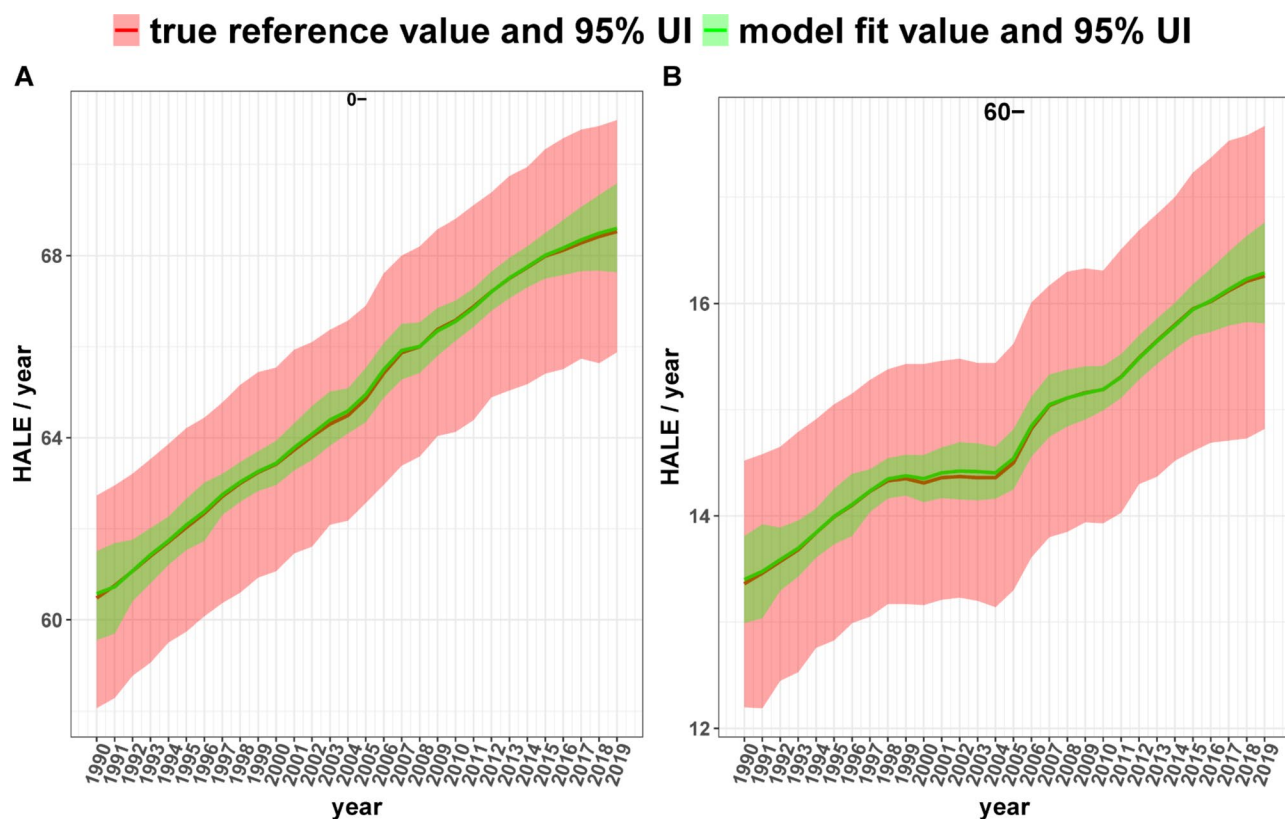 true reference value and 95% UI model fit value and 95% UI
A
0−
HALE / year
68
64
60
1990 1991 1992 1993 1994 1995 1996 1997 1998 1999 2000 2001 2002 2003 2004 2005 2006 2007 2008 2009 2010 2011 2012 2013 2014 2015 2016 2017 2018 2019
year
B
60−
HALE / year
16
14
12
1990 1991 1992 1993 1994 1995 1996 1997 1998 1999 2000 2001 2002 2003 2004 2005 2006 2007 2008 2009 2010 2011 2012 2013 2014 2015 2016 2017 2018 2019
year